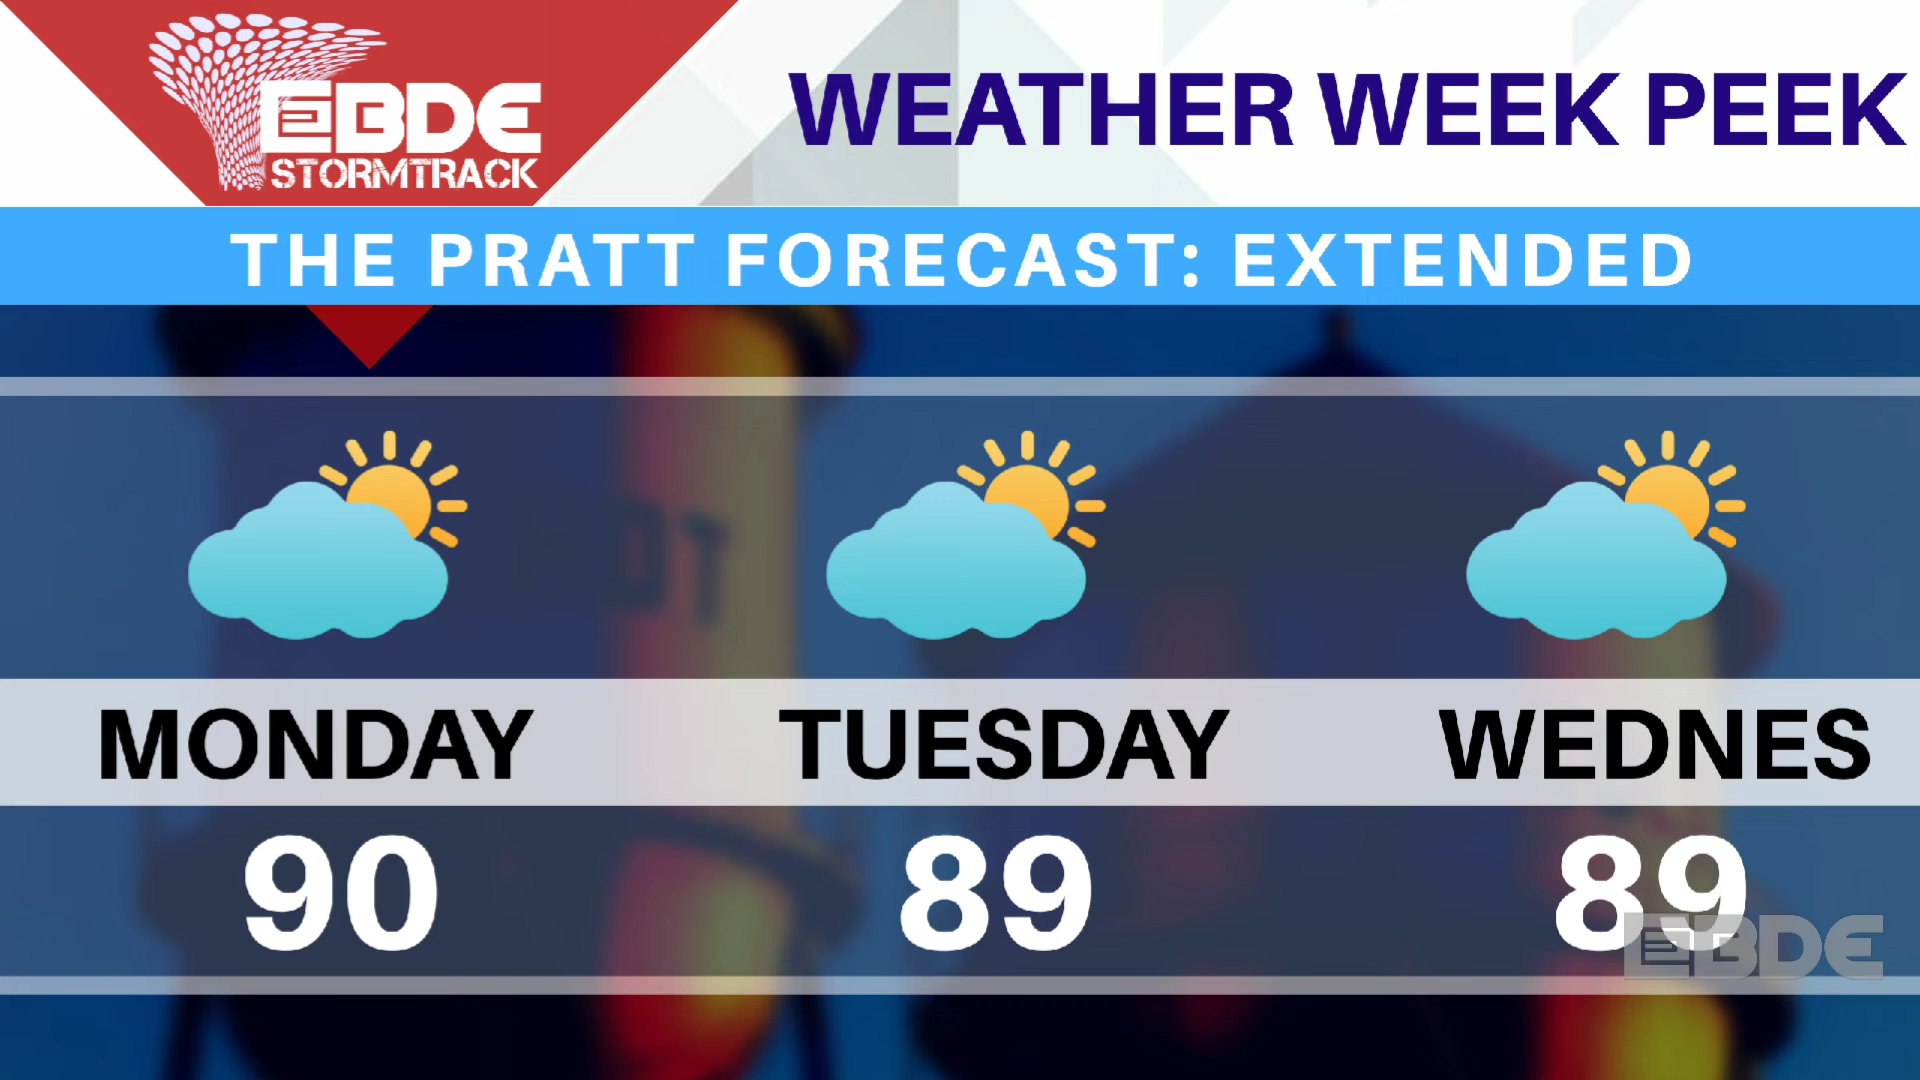 EBDE
STORMTRACK
WEATHER WEEK PEEK
THE PRATT FORECAST: EXTENDED
MONDAY TUESDAY WEDNES
90 89 89
EBDE